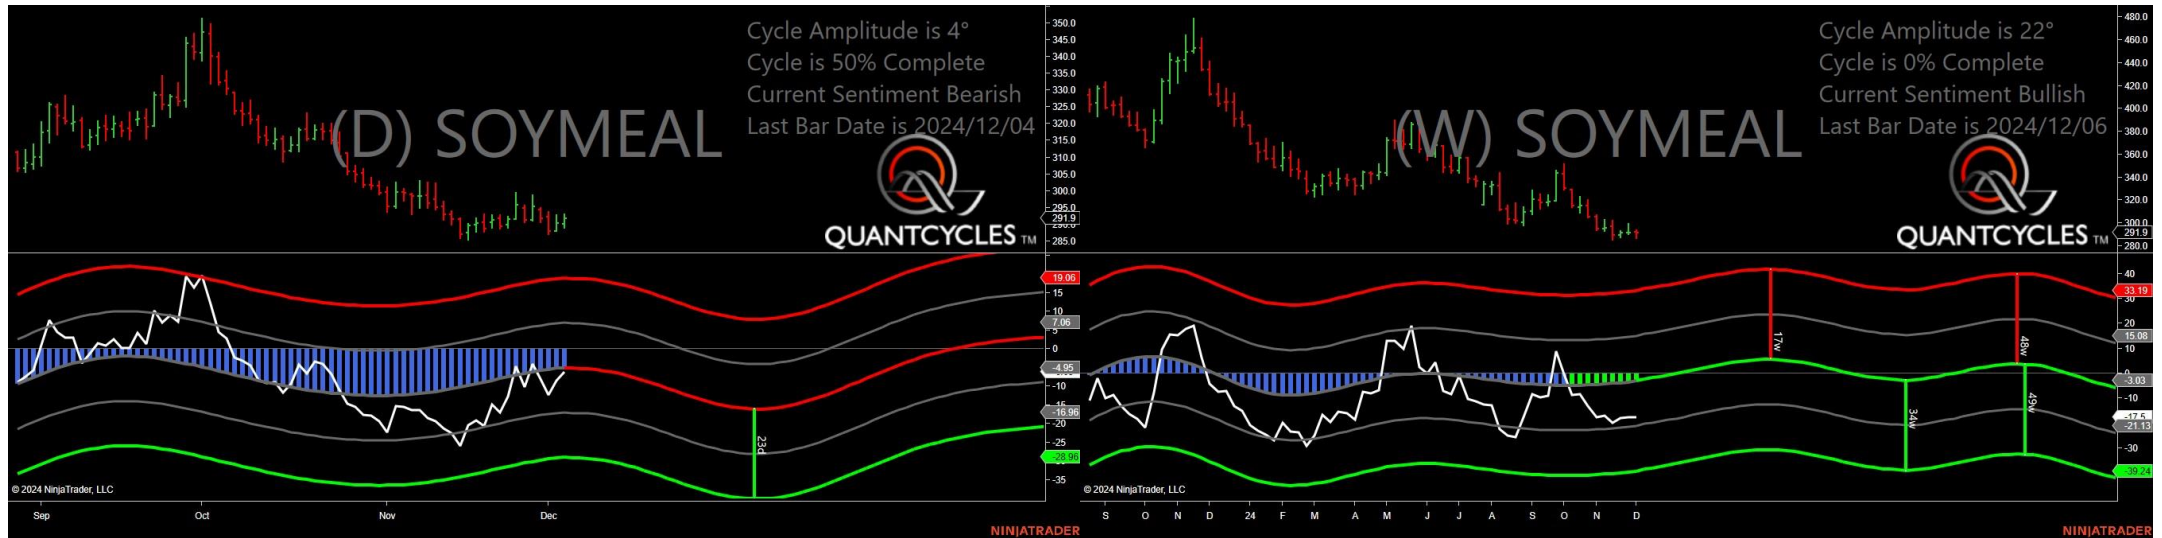 Cycle Amplitude is 4°
Cycle is 50% Complete
Current Sentiment Bearish
Last Bar Date is 2024/12/04
(D) SOYMEAL
QUANTCYCLES TM
350.0
345.0
340.0
335.0
330.0
325.0
320.0
315.0
310.0
305.0
300.0
295.0
291.9
285.0
19.06
15
10
7.06
5
0
-4.95
-10
-16.96
-20
-25
-28.96
-35
23d
© 2024 NinjaTrader, LLC
Sep Oct Nov Dec
NINJATRADER
Cycle Amplitude is 22°
Cycle is 0% Complete
Current Sentiment Bullish
Last Bar Date is 2024/12/06
(W) SOYMEAL
QUANTCYCLES TM
480.0
460.0
440.0
420.0
400.0
380.0
360.0
340.0
320.0
300.0
291.9
280.0
40
33.19
30
20
15.08
10
0
-3.03
-10
-17.5
-21.13
-30
-39.24
17w
34w
48w
49w
© 2024 NinjaTrader, LLC
S O N D 24 F M A M J J A S O N D
NINJATRADER